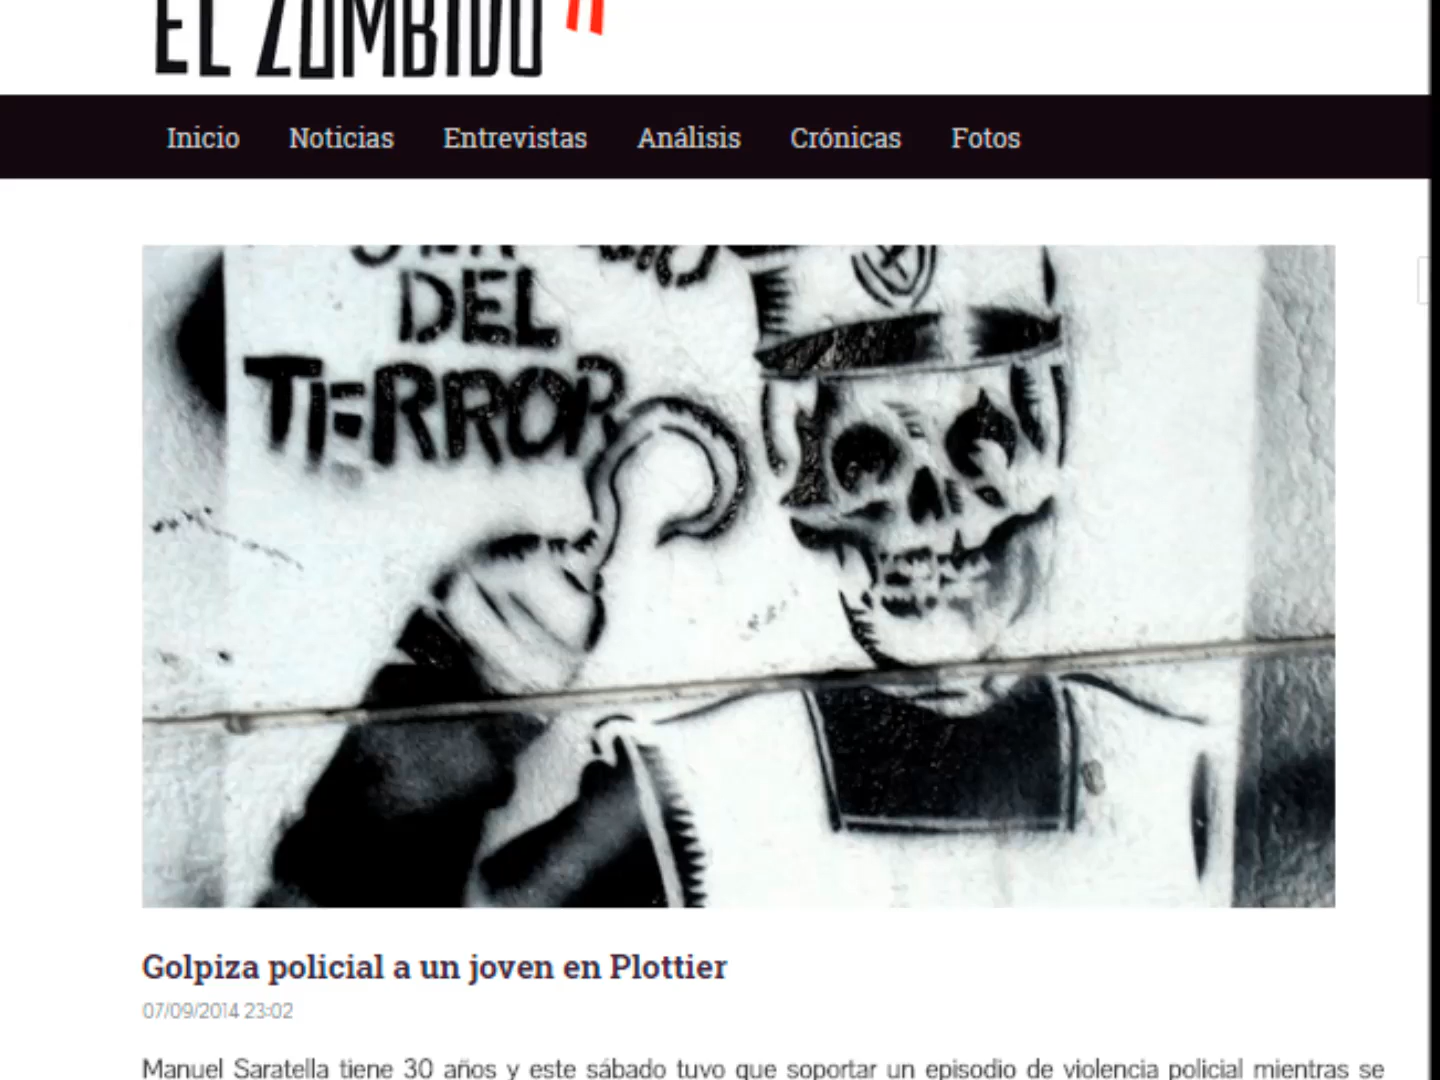 EL ZUMBIDO
Inicio Noticias Entrevistas Análisis Crónicas Fotos
DEL
TERROR
Golpiza policial a un joven en Plottier
07/09/2014 23:02
Manuel Saratella tiene 30 años y este sábado tuvo que soportar un episodio de violencia policial mientras se